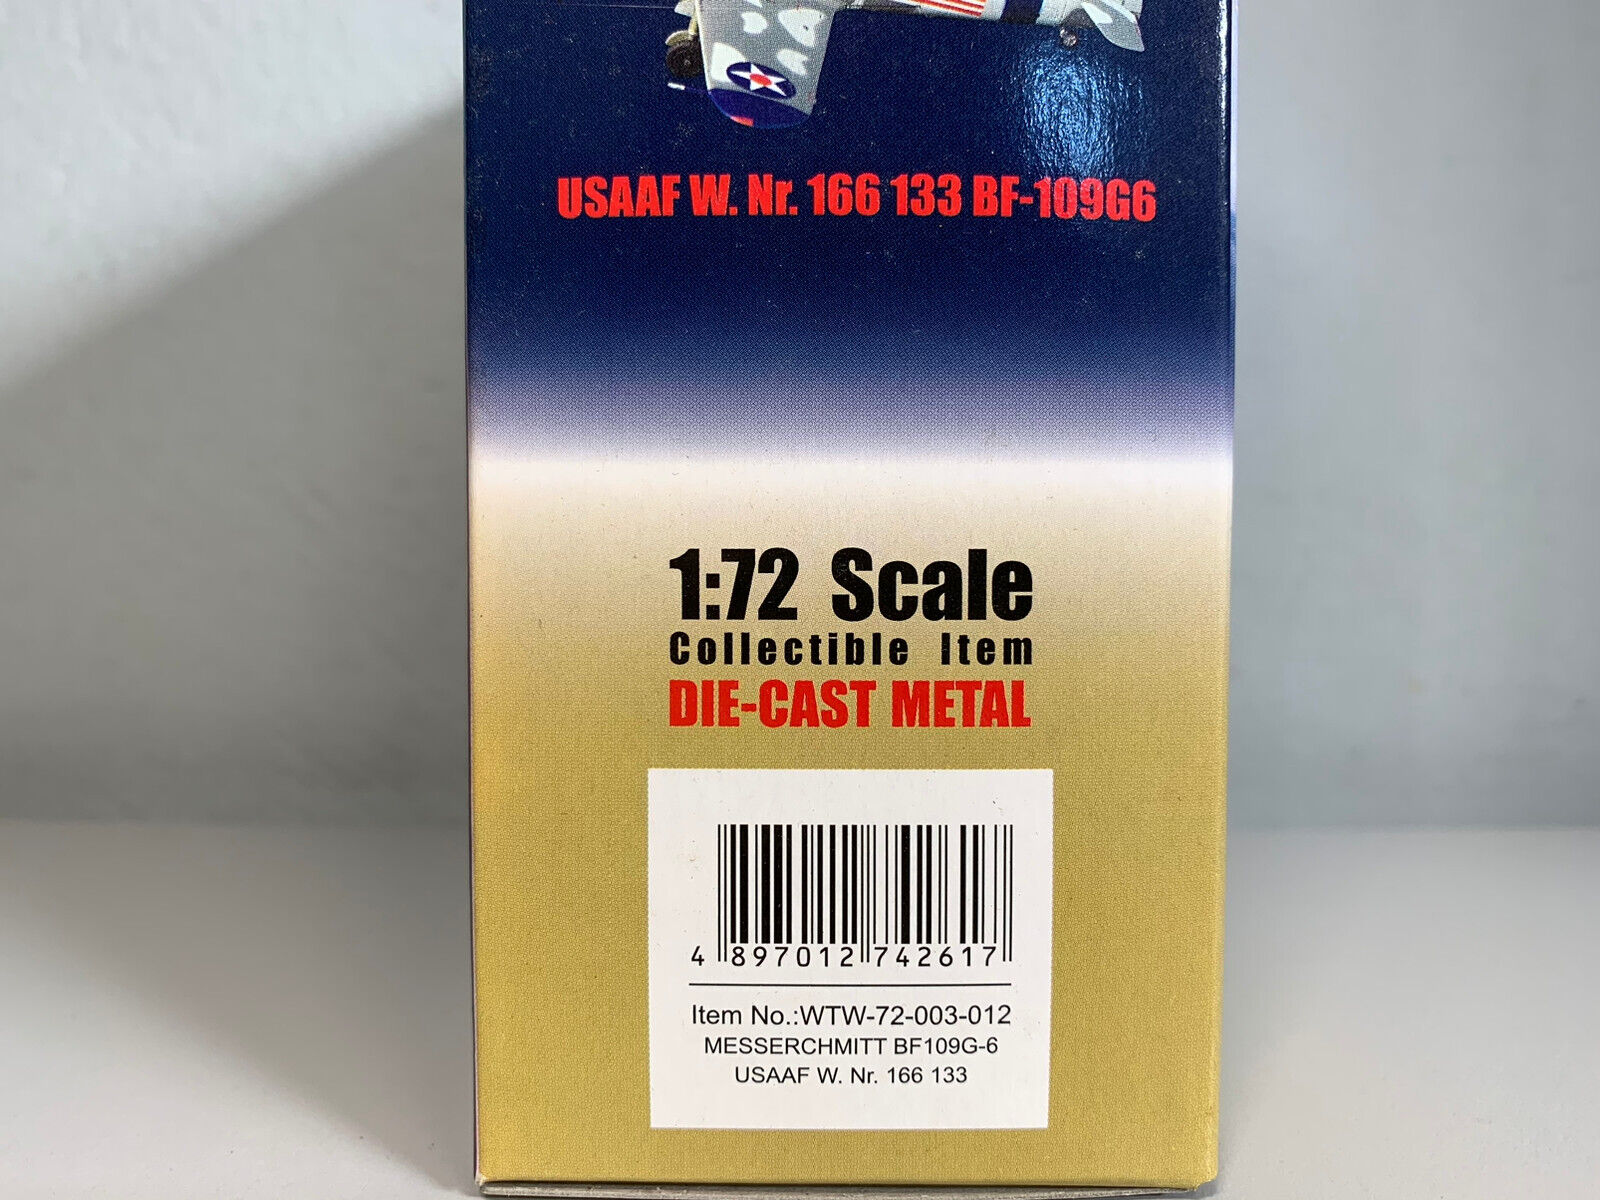 USAAF W. Nr. 166 133 BF-109G6
1:72 Scale
Collectible Item
DIE-CAST METAL
4 897012 742617
Item No.:WTW-72-003-012
MESSERCHMITT BF109G-6
USAAF W. Nr. 166 133